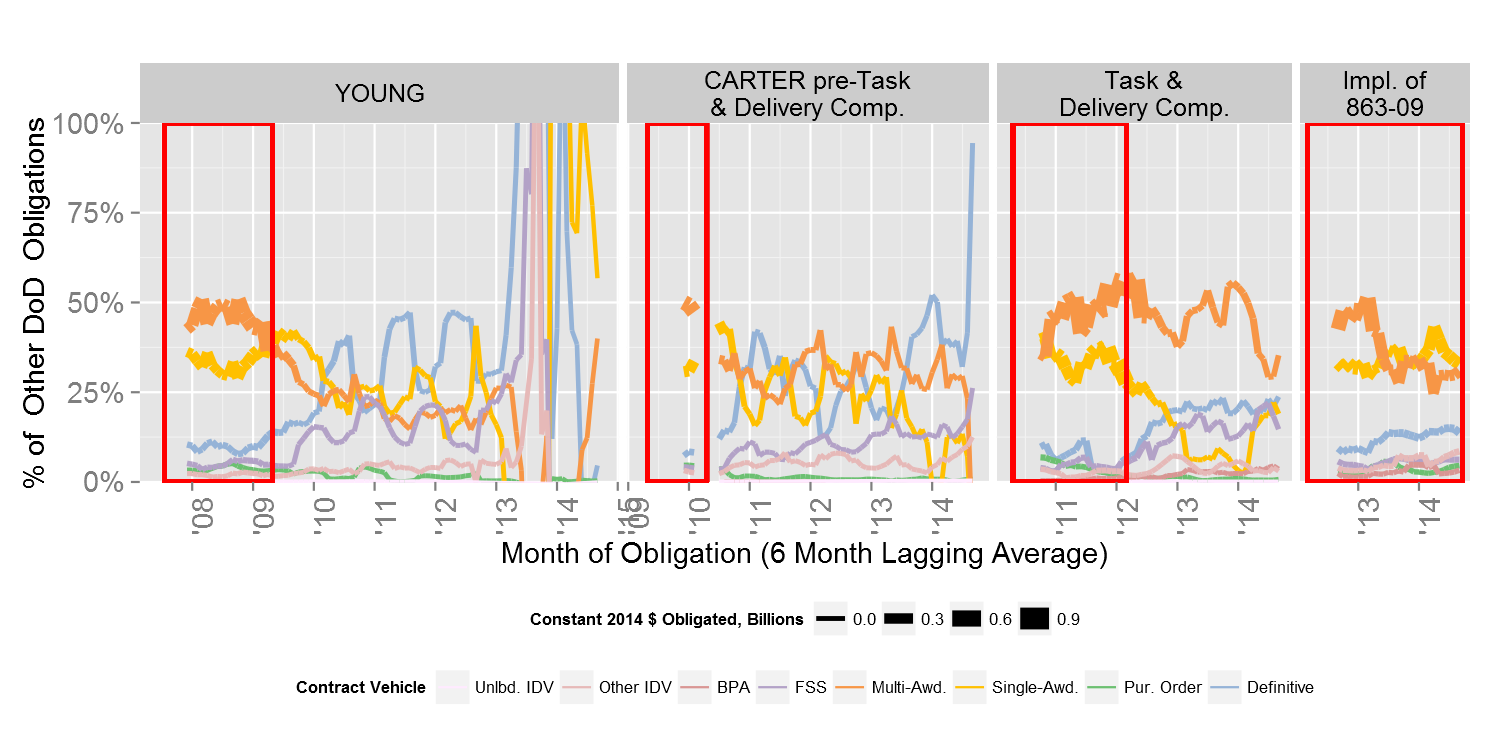 YOUNG
CARTER pre-Task
& Delivery Comp.
Task &
Delivery Comp.
Impl. of
863-09
% of Other DoD Obligations
100%
75%
50%
25%
0%
'08
'09
'10
'11
'12
'13
'14
'15
'09
'10
'11
'12
'13
'14
'11
'12
'13
'14
'13
'14
Month of Obligation (6 Month Lagging Average)
Constant 2014 $ Obligated, Billions 0.0 0.3 0.6 0.9
Contract Vehicle Unlbd. IDV Other IDV BPA FSS Multi-Awd. Single-Awd. Pur. Order Definitive